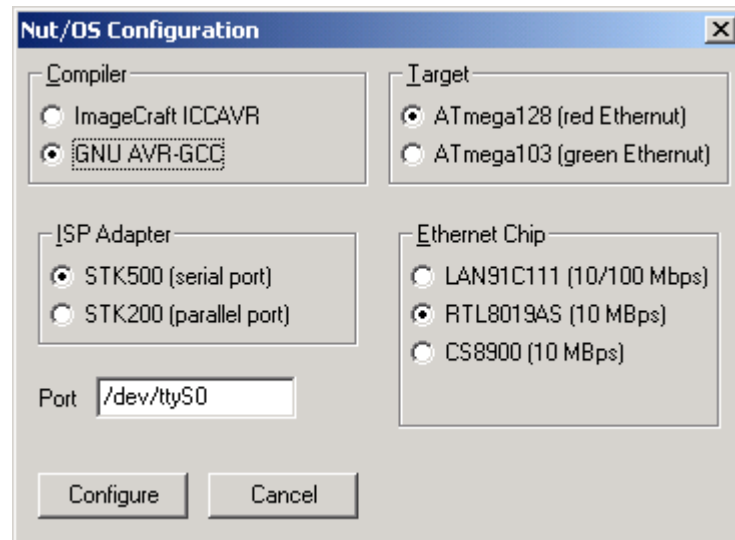 Nut/OS Configuration
Compiler
ImageCraft ICCAVR
GNU AVR-GCC
Target
ATmega128 (red Ethernut)
ATmega103 (green Ethernut)
ISP Adapter
STK500 (serial port)
STK200 (parallel port)
Ethernet Chip
LAN91C111 (10/100 Mbps)
RTL8019AS (10 MBps)
CS8900 (10 MBps)
Port /dev/ttyS0
Configure
Cancel